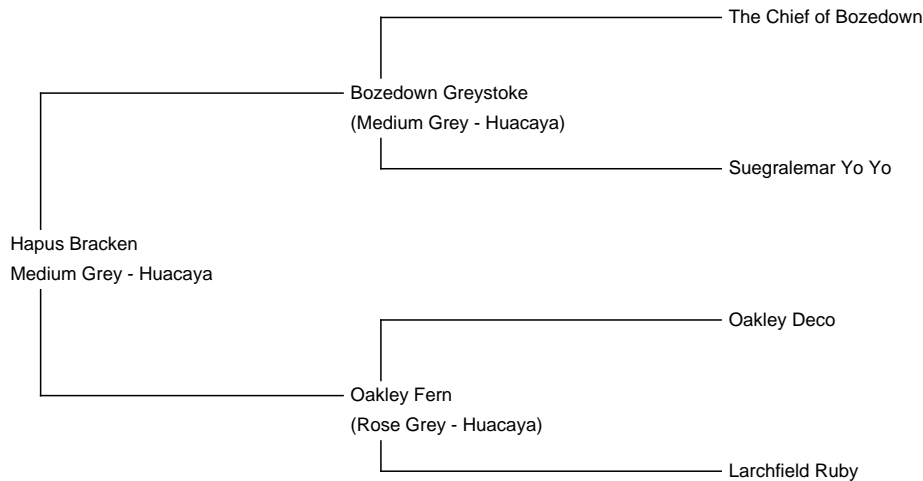 The Chief of Bozedown
Bozedown Greystoke
(Medium Grey - Huacaya)
Suegralemar Yo Yo
Hapus Bracken
Medium Grey - Huacaya
Oakley Deco
Oakley Fern
(Rose Grey - Huacaya)
Larchfield Ruby